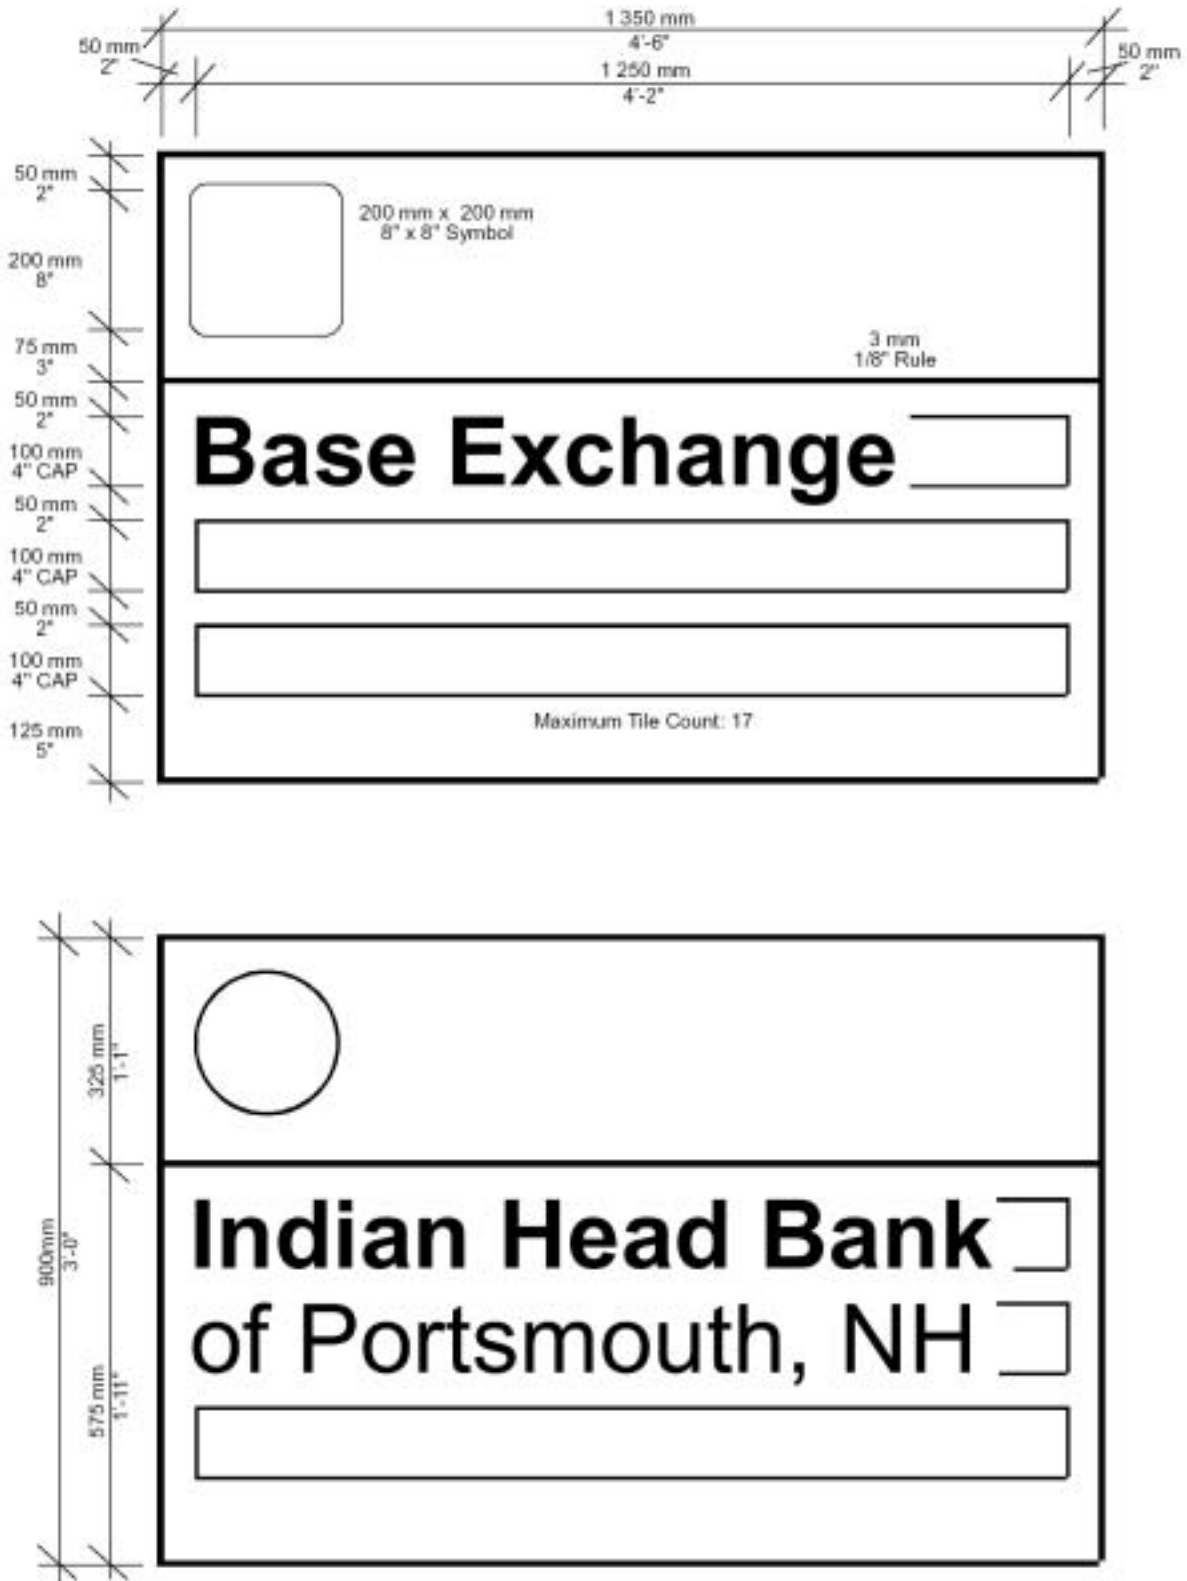 1 350 mm
4'-6"
50 mm
2"
50 mm
2"
1 250 mm
4'-2"
50 mm
2"
200 mm x 200 mm
8" x 8" Symbol
200 mm
8"
3 mm
1/8" Rule
75 mm
3"
50 mm
2"
Base Exchange
100 mm
4" CAP
50 mm
2"
100 mm
4" CAP
50 mm
2"
100 mm
4" CAP
Maximum Tile Count: 17
125 mm
5"
325 mm
1'-1"
900mm
3'-0"
Indian Head Bank
of Portsmouth, NH
575 mm
1'-11"